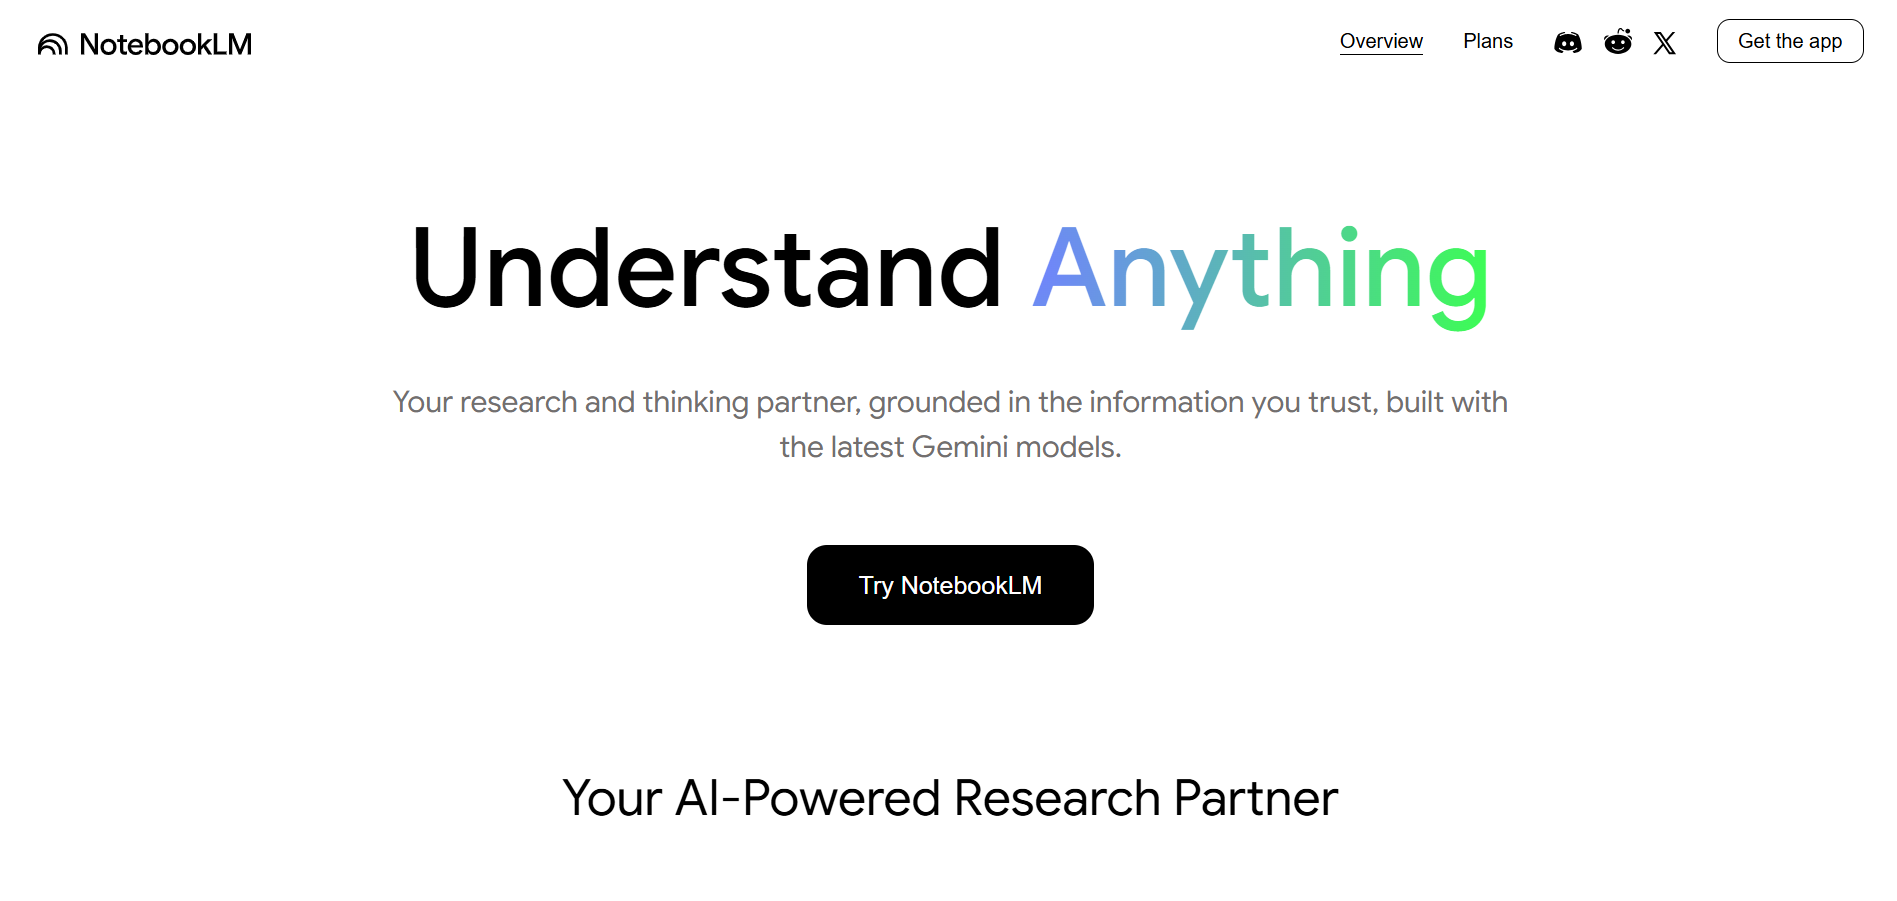 NotebookLM
Overview
Plans
Get the app
Understand Anything
Your research and thinking partner, grounded in the information you trust, built with
the latest Gemini models.
Try NotebookLM
Your AI-Powered Research Partner